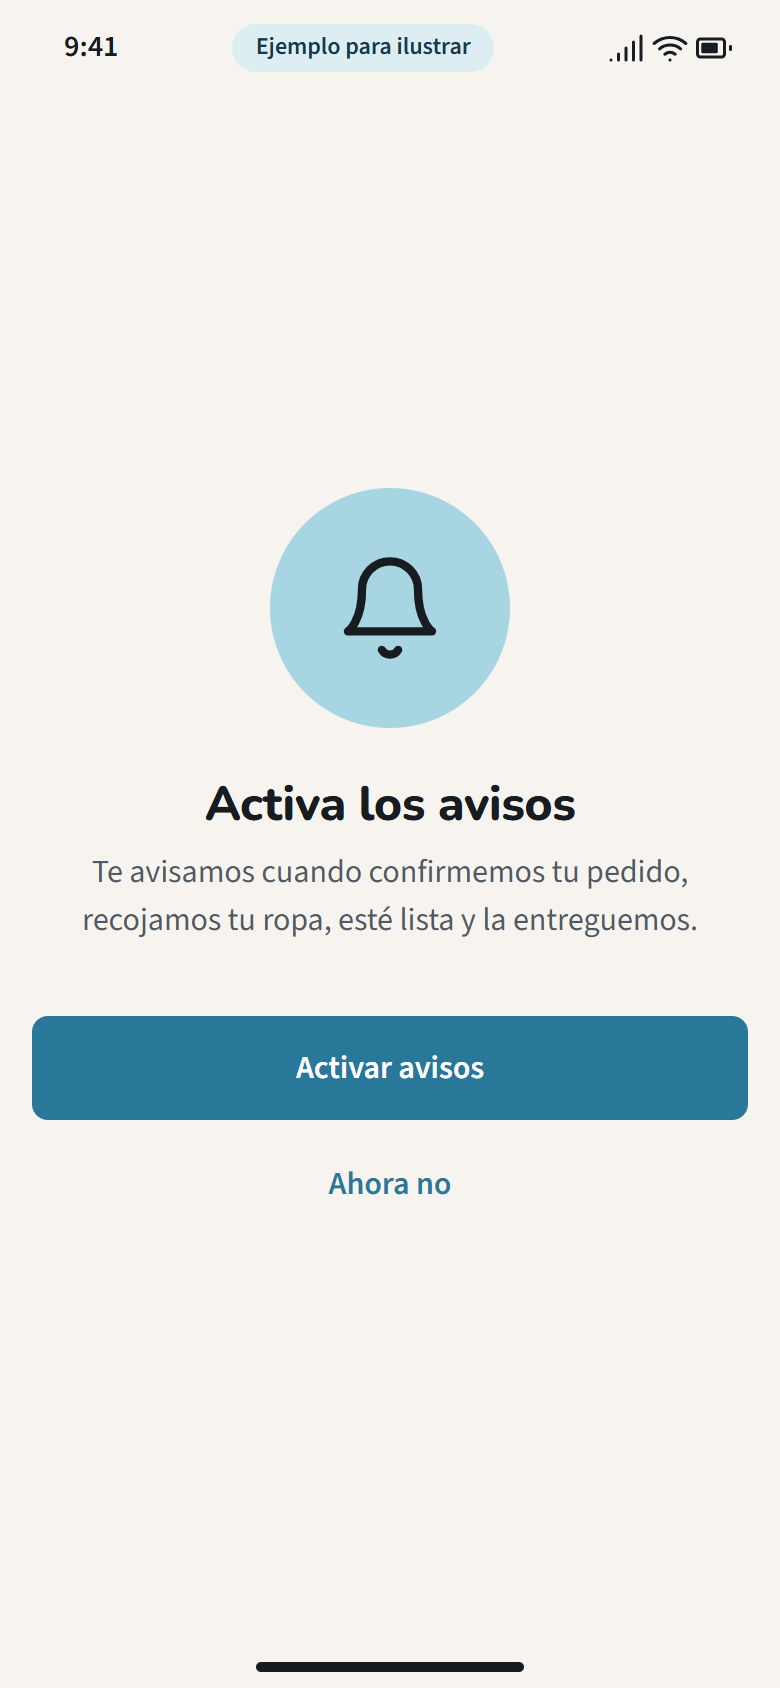 9:41
Ejemplo para ilustrar
Activa los avisos
Te avisamos cuando confirmemos tu pedido,
recojamos tu ropa, esté lista y la entreguemos.
Activar avisos
Ahora no